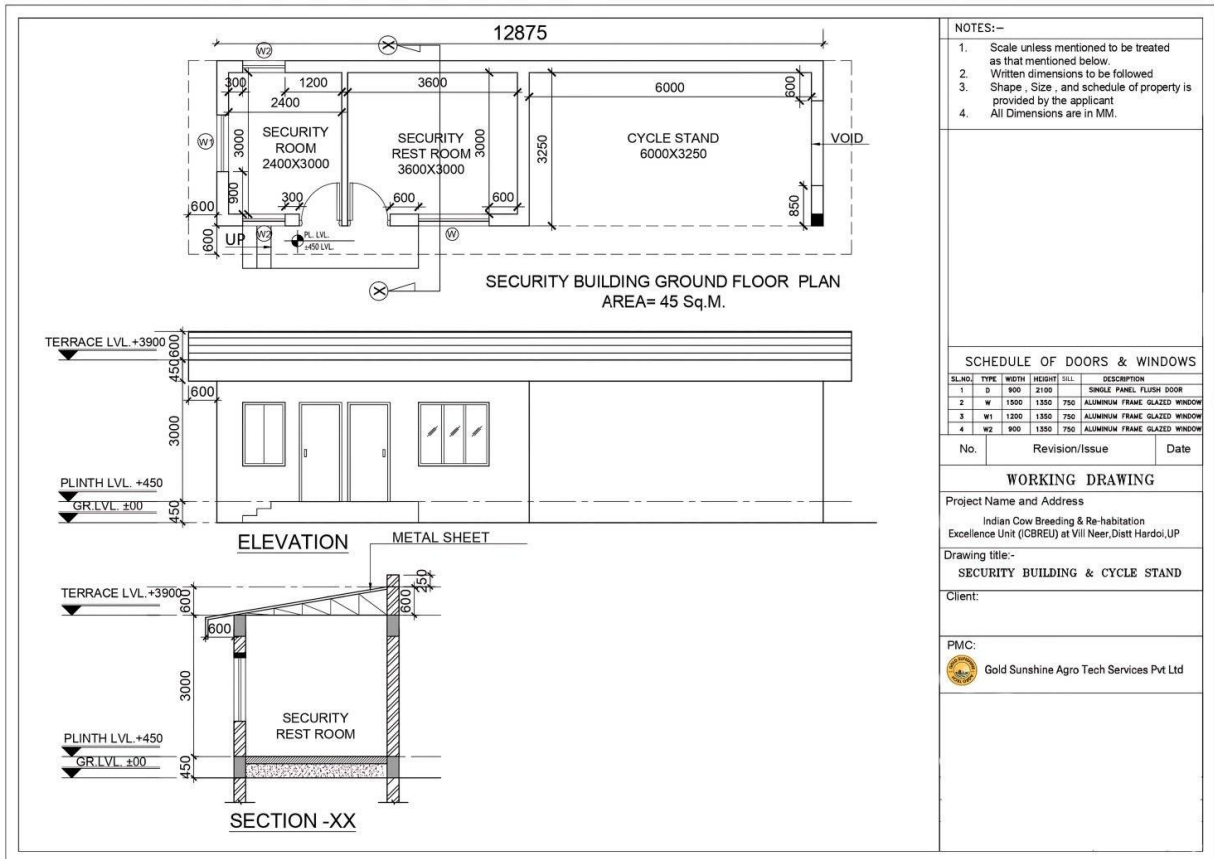 12875
X
W2
300
1200
3600
6000
600
2400
W1
3000
SECURITY
ROOM
2400X3000
SECURITY
REST ROOM
3600X3000
3000
3250
CYCLE STAND
6000X3250
VOID
900
300
600
600
850
600
600
UP
W2
PL. LVL.
±450 LVL.
W
X
SECURITY BUILDING GROUND FLOOR PLAN
AREA= 45 Sq.M.
TERRACE LVL.+3900
600
450
600
3000
PLINTH LVL. +450
GR.LVL. ±00
450
ELEVATION
METAL SHEET
250
TERRACE LVL.+3900
600
600
600
3000
SECURITY
REST ROOM
PLINTH LVL.+450
GR.LVL. ±00
450
SECTION -XX
NOTES:-
1. Scale unless mentioned to be treated
as that mentioned below.
2. Written dimensions to be followed
3. Shape , Size , and schedule of property is
provided by the applicant
4. All Dimensions are in MM.
SCHEDULE OF DOORS & WINDOWS
SL.NO. TYPE WIDTH HEIGHT SILL DESCRIPTION
1 D 900 2100 SINGLE PANEL FLUSH DOOR
2 W 1500 1350 750 ALUMINUM FRAME GLAZED WINDOW
3 W1 1200 1350 750 ALUMINUM FRAME GLAZED WINDOW
4 W2 900 1350 750 ALUMINUM FRAME GLAZED WINDOW
No. Revision/Issue Date
WORKING DRAWING
Project Name and Address
Indian Cow Breeding & Re-habitation
Excellence Unit (iCBREU) at Vill Neer,Distt Hardoi,UP
Drawing title:-
SECURITY BUILDING & CYCLE STAND
Client:
PMC:
Gold Sunshine Agro Tech Services Pvt Ltd